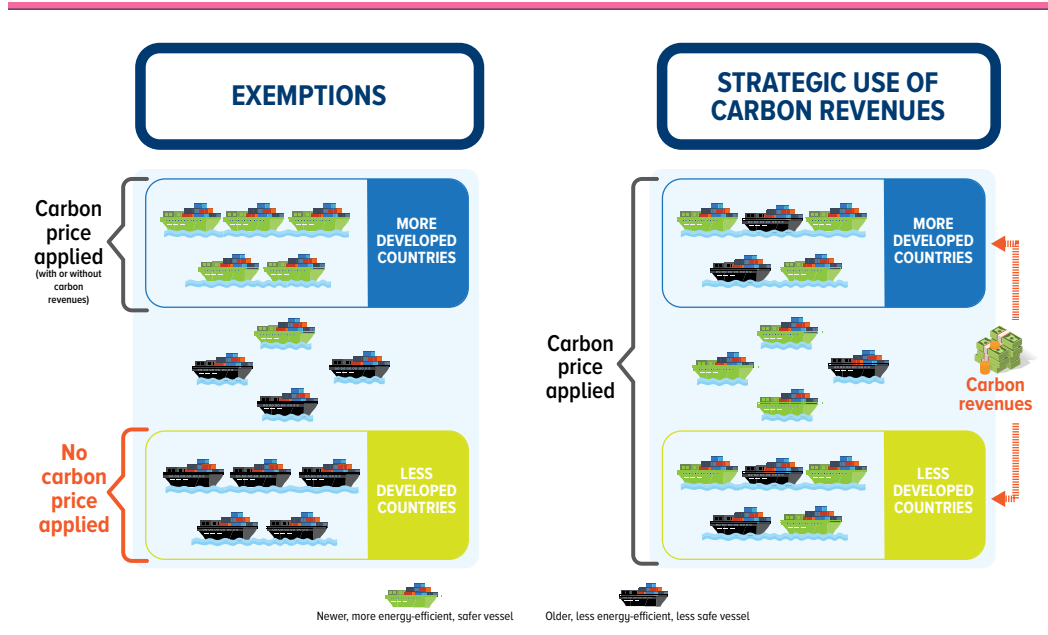 EXEMPTIONS
Carbon
price
applied
(with or without
carbon
revenues)
MORE
DEVELOPED
COUNTRIES
No
carbon
price
applied
LESS
DEVELOPED
COUNTRIES
STRATEGIC USE OF
CARBON REVENUES
Carbon
price
applied
MORE
DEVELOPED
COUNTRIES
Carbon
revenues
LESS
DEVELOPED
COUNTRIES
Newer, more energy-efficient, safer vessel
Older, less energy-efficient, less safe vessel